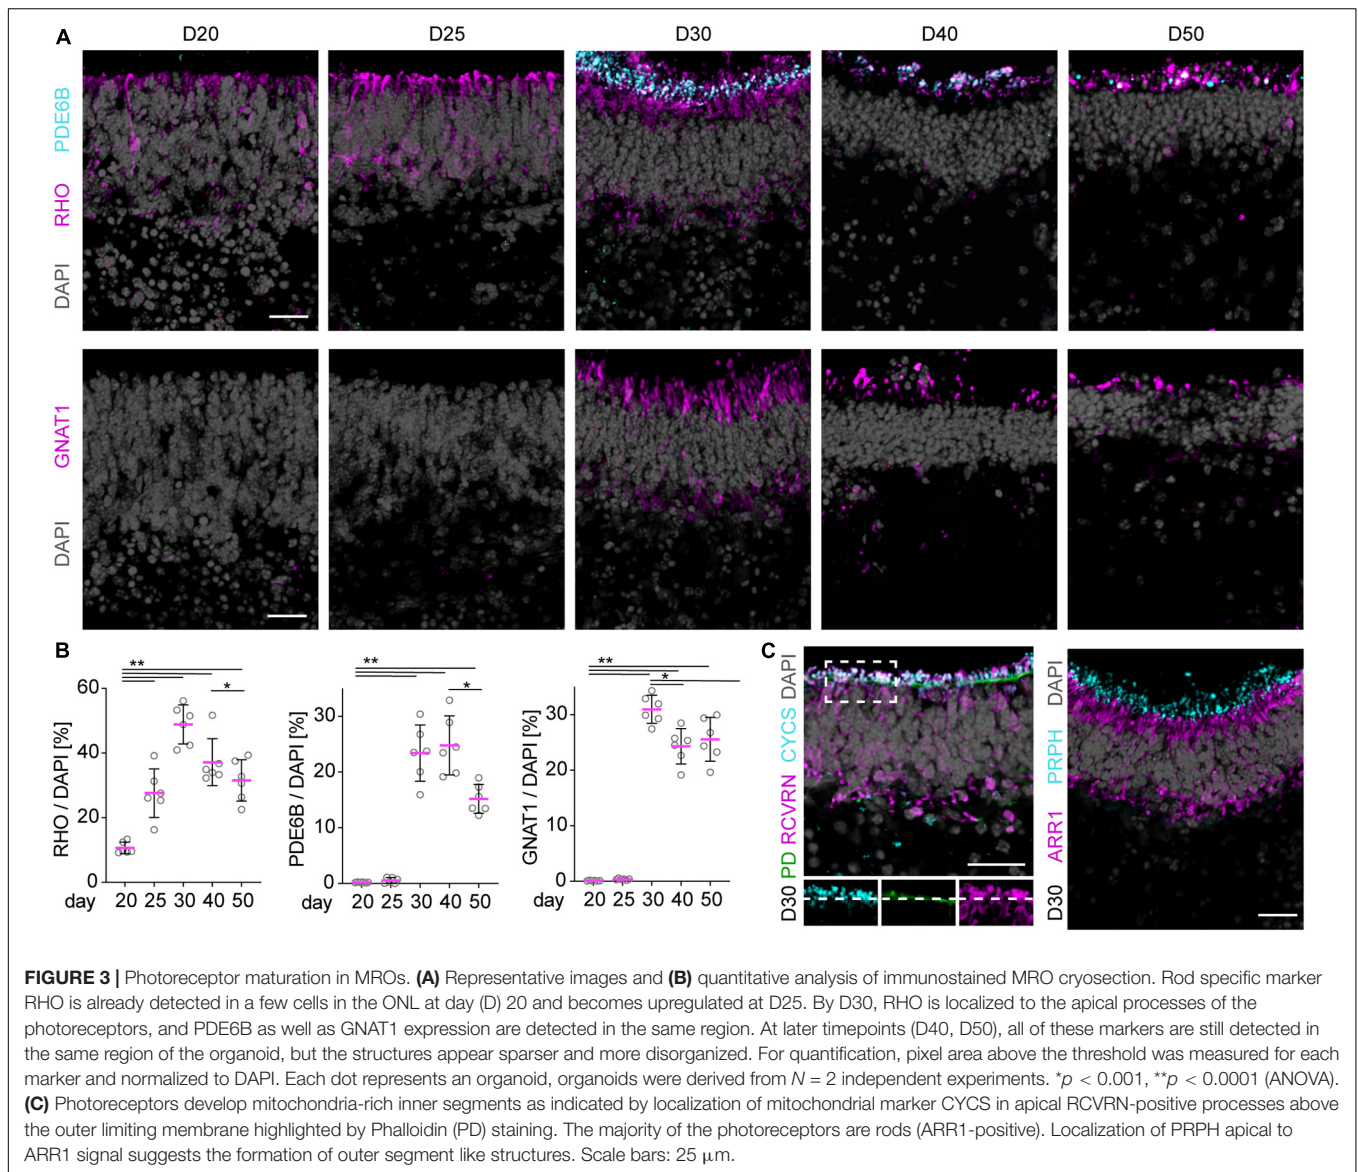 A
D20 D25 D30 D40 D50
DAPI RHO PDE6B
DAPI GNAT1
B
**
*
RHO / DAPI [%]
60
40
20
0
day 20 25 30 40 50
**
*
PDE6B / DAPI [%]
30
20
10
0
day 20 25 30 40 50
**
*
GNAT1 / DAPI [%]
30
20
10
0
day 20 25 30 40 50
C
D30 PD RCVRN CYCS DAPI
D30 ARR1 PRPH DAPI
FIGURE 3 | Photoreceptor maturation in MROs. (A) Representative images and (B) quantitative analysis of immunostained MRO cryosection. Rod specific marker
RHO is already detected in a few cells in the ONL at day (D) 20 and becomes upregulated at D25. By D30, RHO is localized to the apical processes of the
photoreceptors, and PDE6B as well as GNAT1 expression are detected in the same region. At later timepoints (D40, D50), all of these markers are still detected in
the same region of the organoid, but the structures appear sparser and more disorganized. For quantification, pixel area above the threshold was measured for each
marker and normalized to DAPI. Each dot represents an organoid, organoids were derived from N = 2 independent experiments. *p < 0.001, **p < 0.0001 (ANOVA).
(C) Photoreceptors develop mitochondria-rich inner segments as indicated by localization of mitochondrial marker CYCS in apical RCVRN-positive processes above
the outer limiting membrane highlighted by Phalloidin (PD) staining. The majority of the photoreceptors are rods (ARR1-positive). Localization of PRPH apical to
ARR1 signal suggests the formation of outer segment like structures. Scale bars: 25 μm.